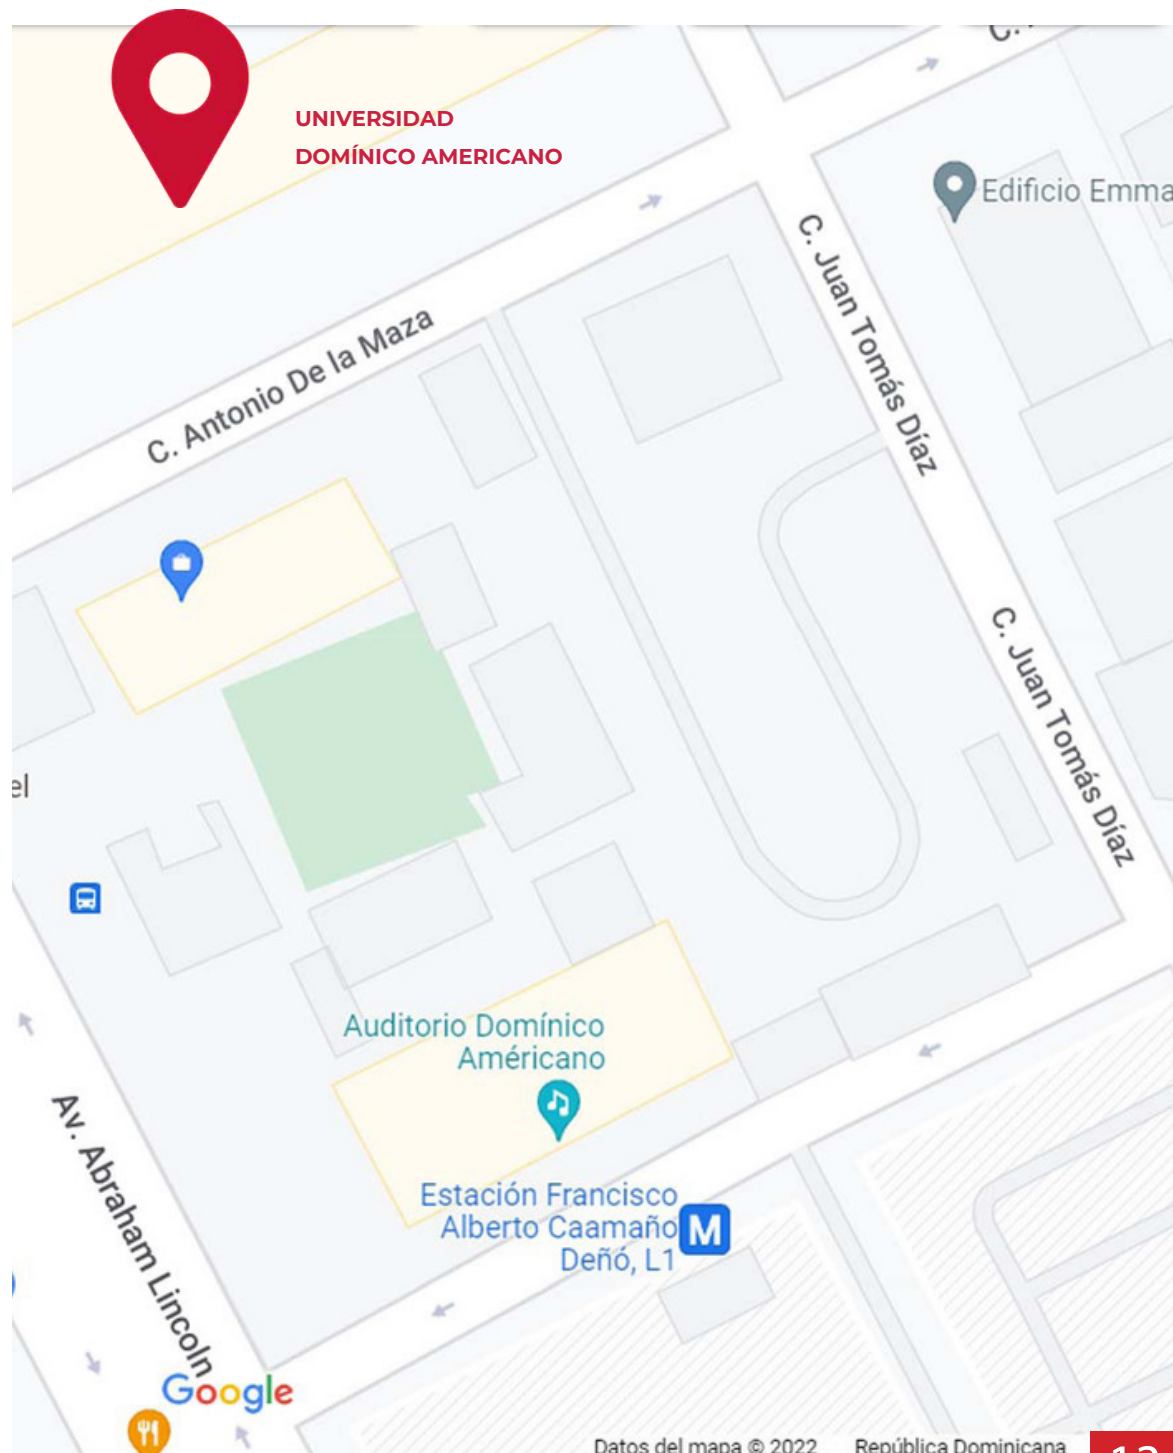 UNIVERSIDAD
DOMÍNICO AMERICANO
Edificio Emma
C. Juan Tomás Díaz
C. Antonio De la Maza
C. Juan Tomás Díaz
el
Auditorio Domínico
Américano
Av. Abraham Lincoln
Estación Francisco
Alberto Caamaño
Deñó, L1
M
Google
Datos del mapa © 2022 República Dominicana